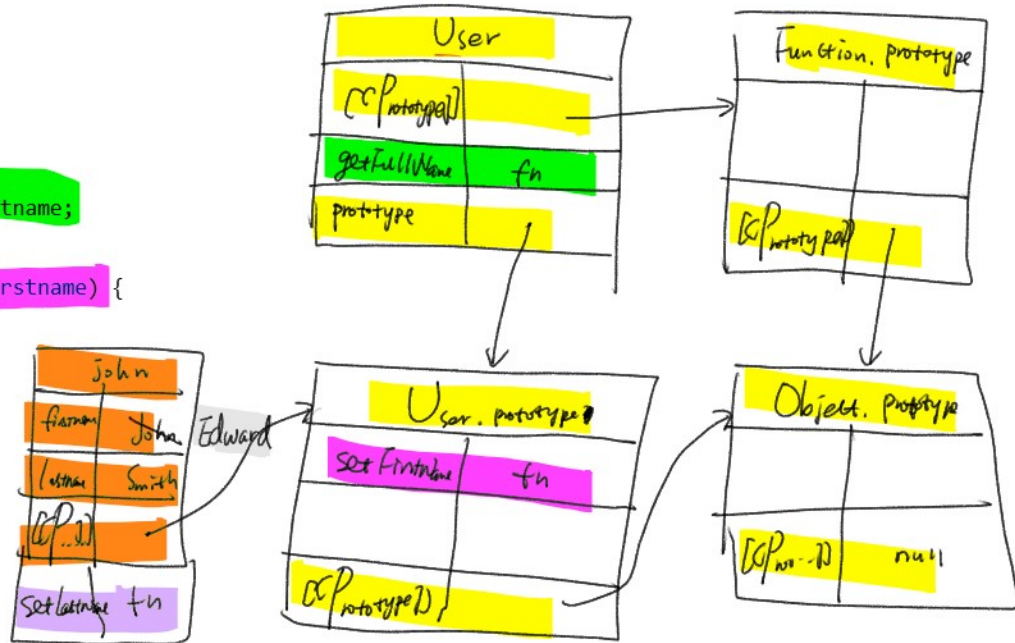 User
[[Prototype]]
getFullName fn
prototype
Function. prototype
[[Prototype]]
tname;
rstname) {
john
firstname John Edward
lastname Smith
[[P...]]
setlastname fn
User. prototype
setFirstName fn
[[Prototype]]
Object. prototype
[[Pro...]] null